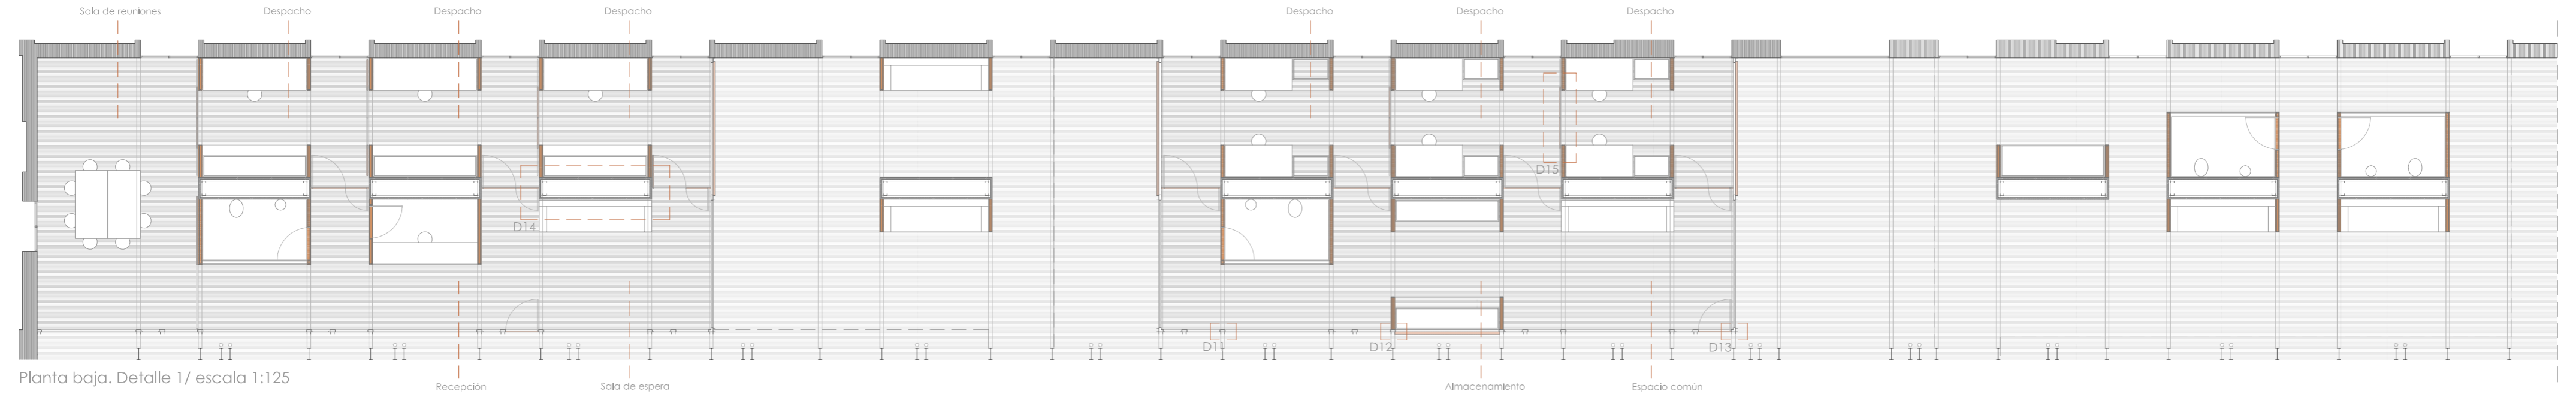 Sala de reuniones
Despacho
Despacho
Despacho
Despacho
Despacho
Despacho
D15
D14
D11
D12
D13
Planta baja. Detalle 1/ escala 1:125
Recepción
Sala de espera
Almacenamiento
Espacio común